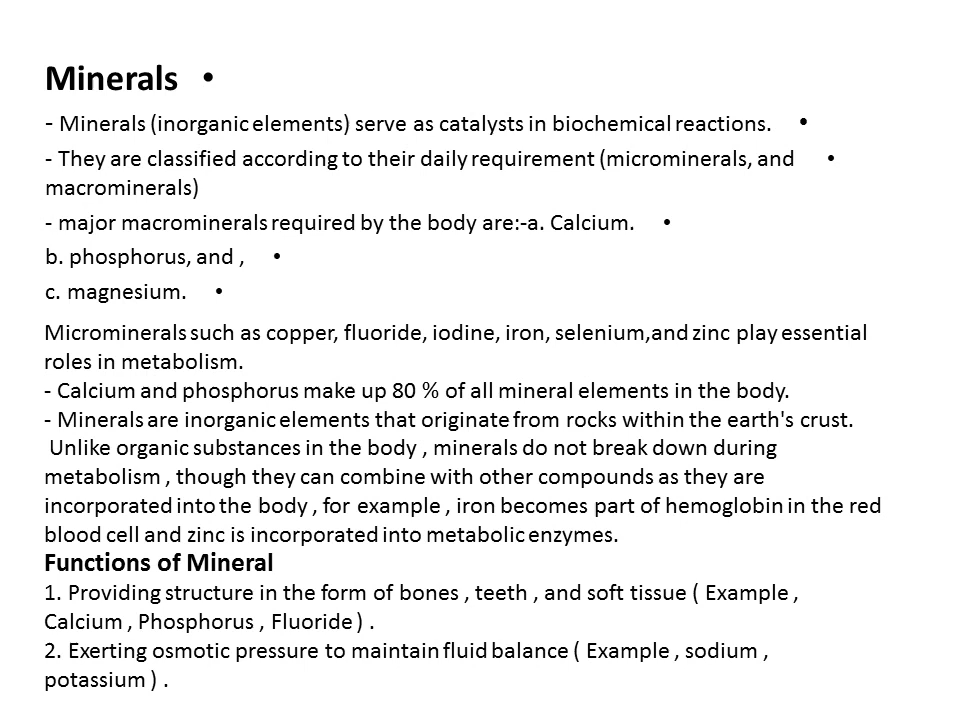 Minerals •
- Minerals (inorganic elements) serve as catalysts in biochemical reactions. •
- They are classified according to their daily requirement (microminerals, and •
macrominerals)
- major macrominerals required by the body are:-a. Calcium. •
b. phosphorus, and , •
c. magnesium. •
Microminerals such as copper, fluoride, iodine, iron, selenium,and zinc play essential
roles in metabolism.
- Calcium and phosphorus make up 80 % of all mineral elements in the body.
- Minerals are inorganic elements that originate from rocks within the earth's crust.
Unlike organic substances in the body , minerals do not break down during
metabolism , though they can combine with other compounds as they are
incorporated into the body , for example , iron becomes part of hemoglobin in the red
blood cell and zinc is incorporated into metabolic enzymes.
Functions of Mineral
1. Providing structure in the form of bones , teeth , and soft tissue ( Example ,
Calcium , Phosphorus , Fluoride ) .
2. Exerting osmotic pressure to maintain fluid balance ( Example , sodium ,
potassium ) .